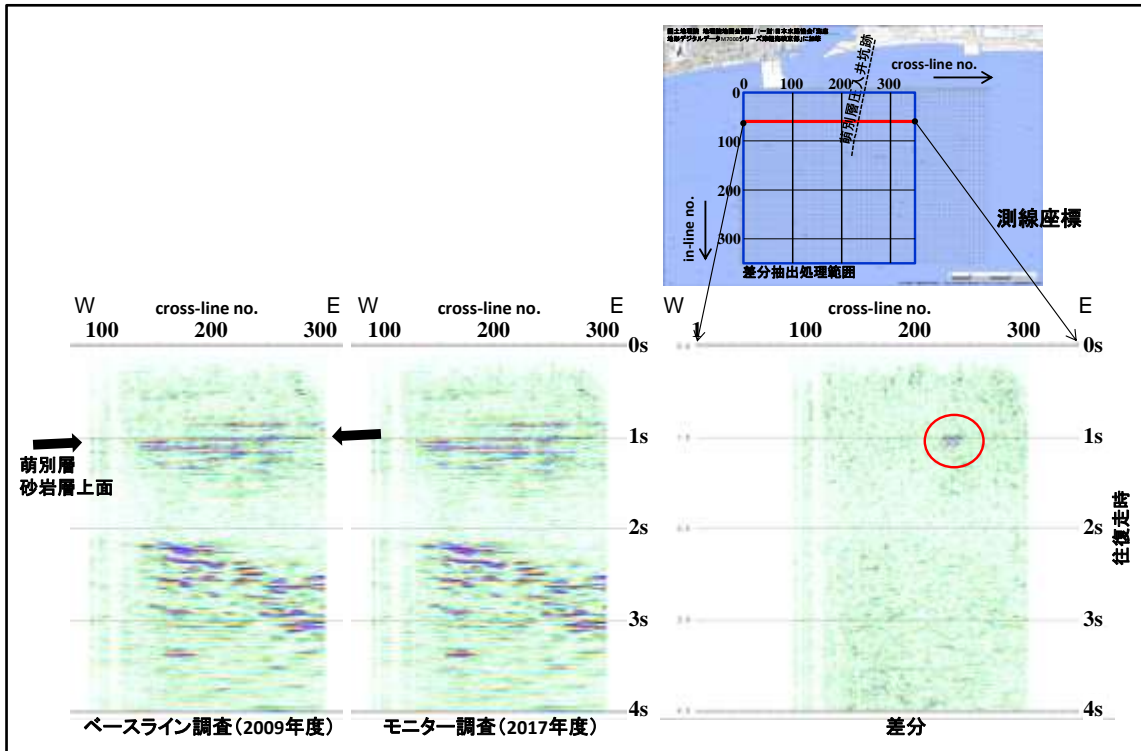 cross-line no.
0 100 200 300
萌別層圧入井坑跡
0
100
200
300
in-line no.
差分抽出処理範囲
測線座標
W cross-line no. E
100 200 300
W cross-line no. E
100 200 300
W cross-line no. E
1 100 200 300
0s
0s
1s
1s
2s
2s
3s
3s
4s
4s
萌別層
砂岩層上面
往復走時
ベースライン調査(2009年度)
モニター調査(2017年度)
差分